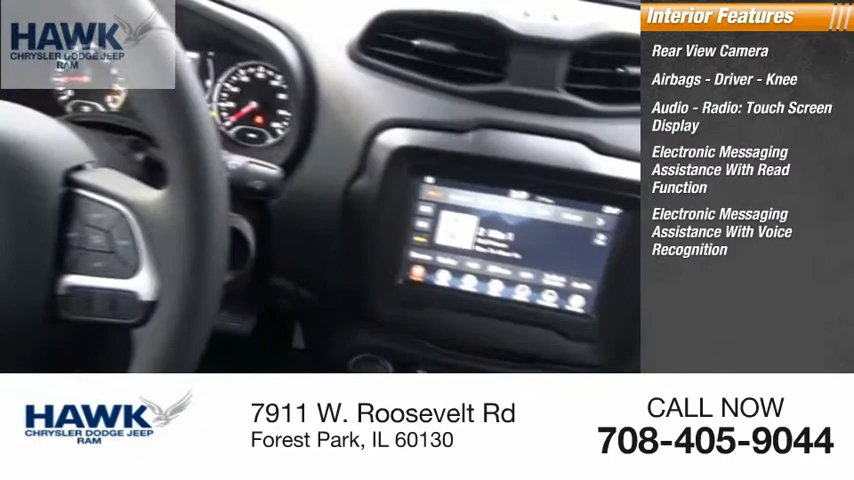 HAWK
CHRYSLER DODGE JEEP
RAM
Interior Features
Rear View Camera
Airbags - Driver - Knee
Audio - Radio: Touch Screen
Display
Electronic Messaging
Assistance With Read
Function
Electronic Messaging
Assistance With Voice
Recognition
HAWK
CHRYSLER DODGE JEEP
RAM
7911 W. Roosevelt Rd
Forest Park, IL 60130
CALL NOW
708-405-9044